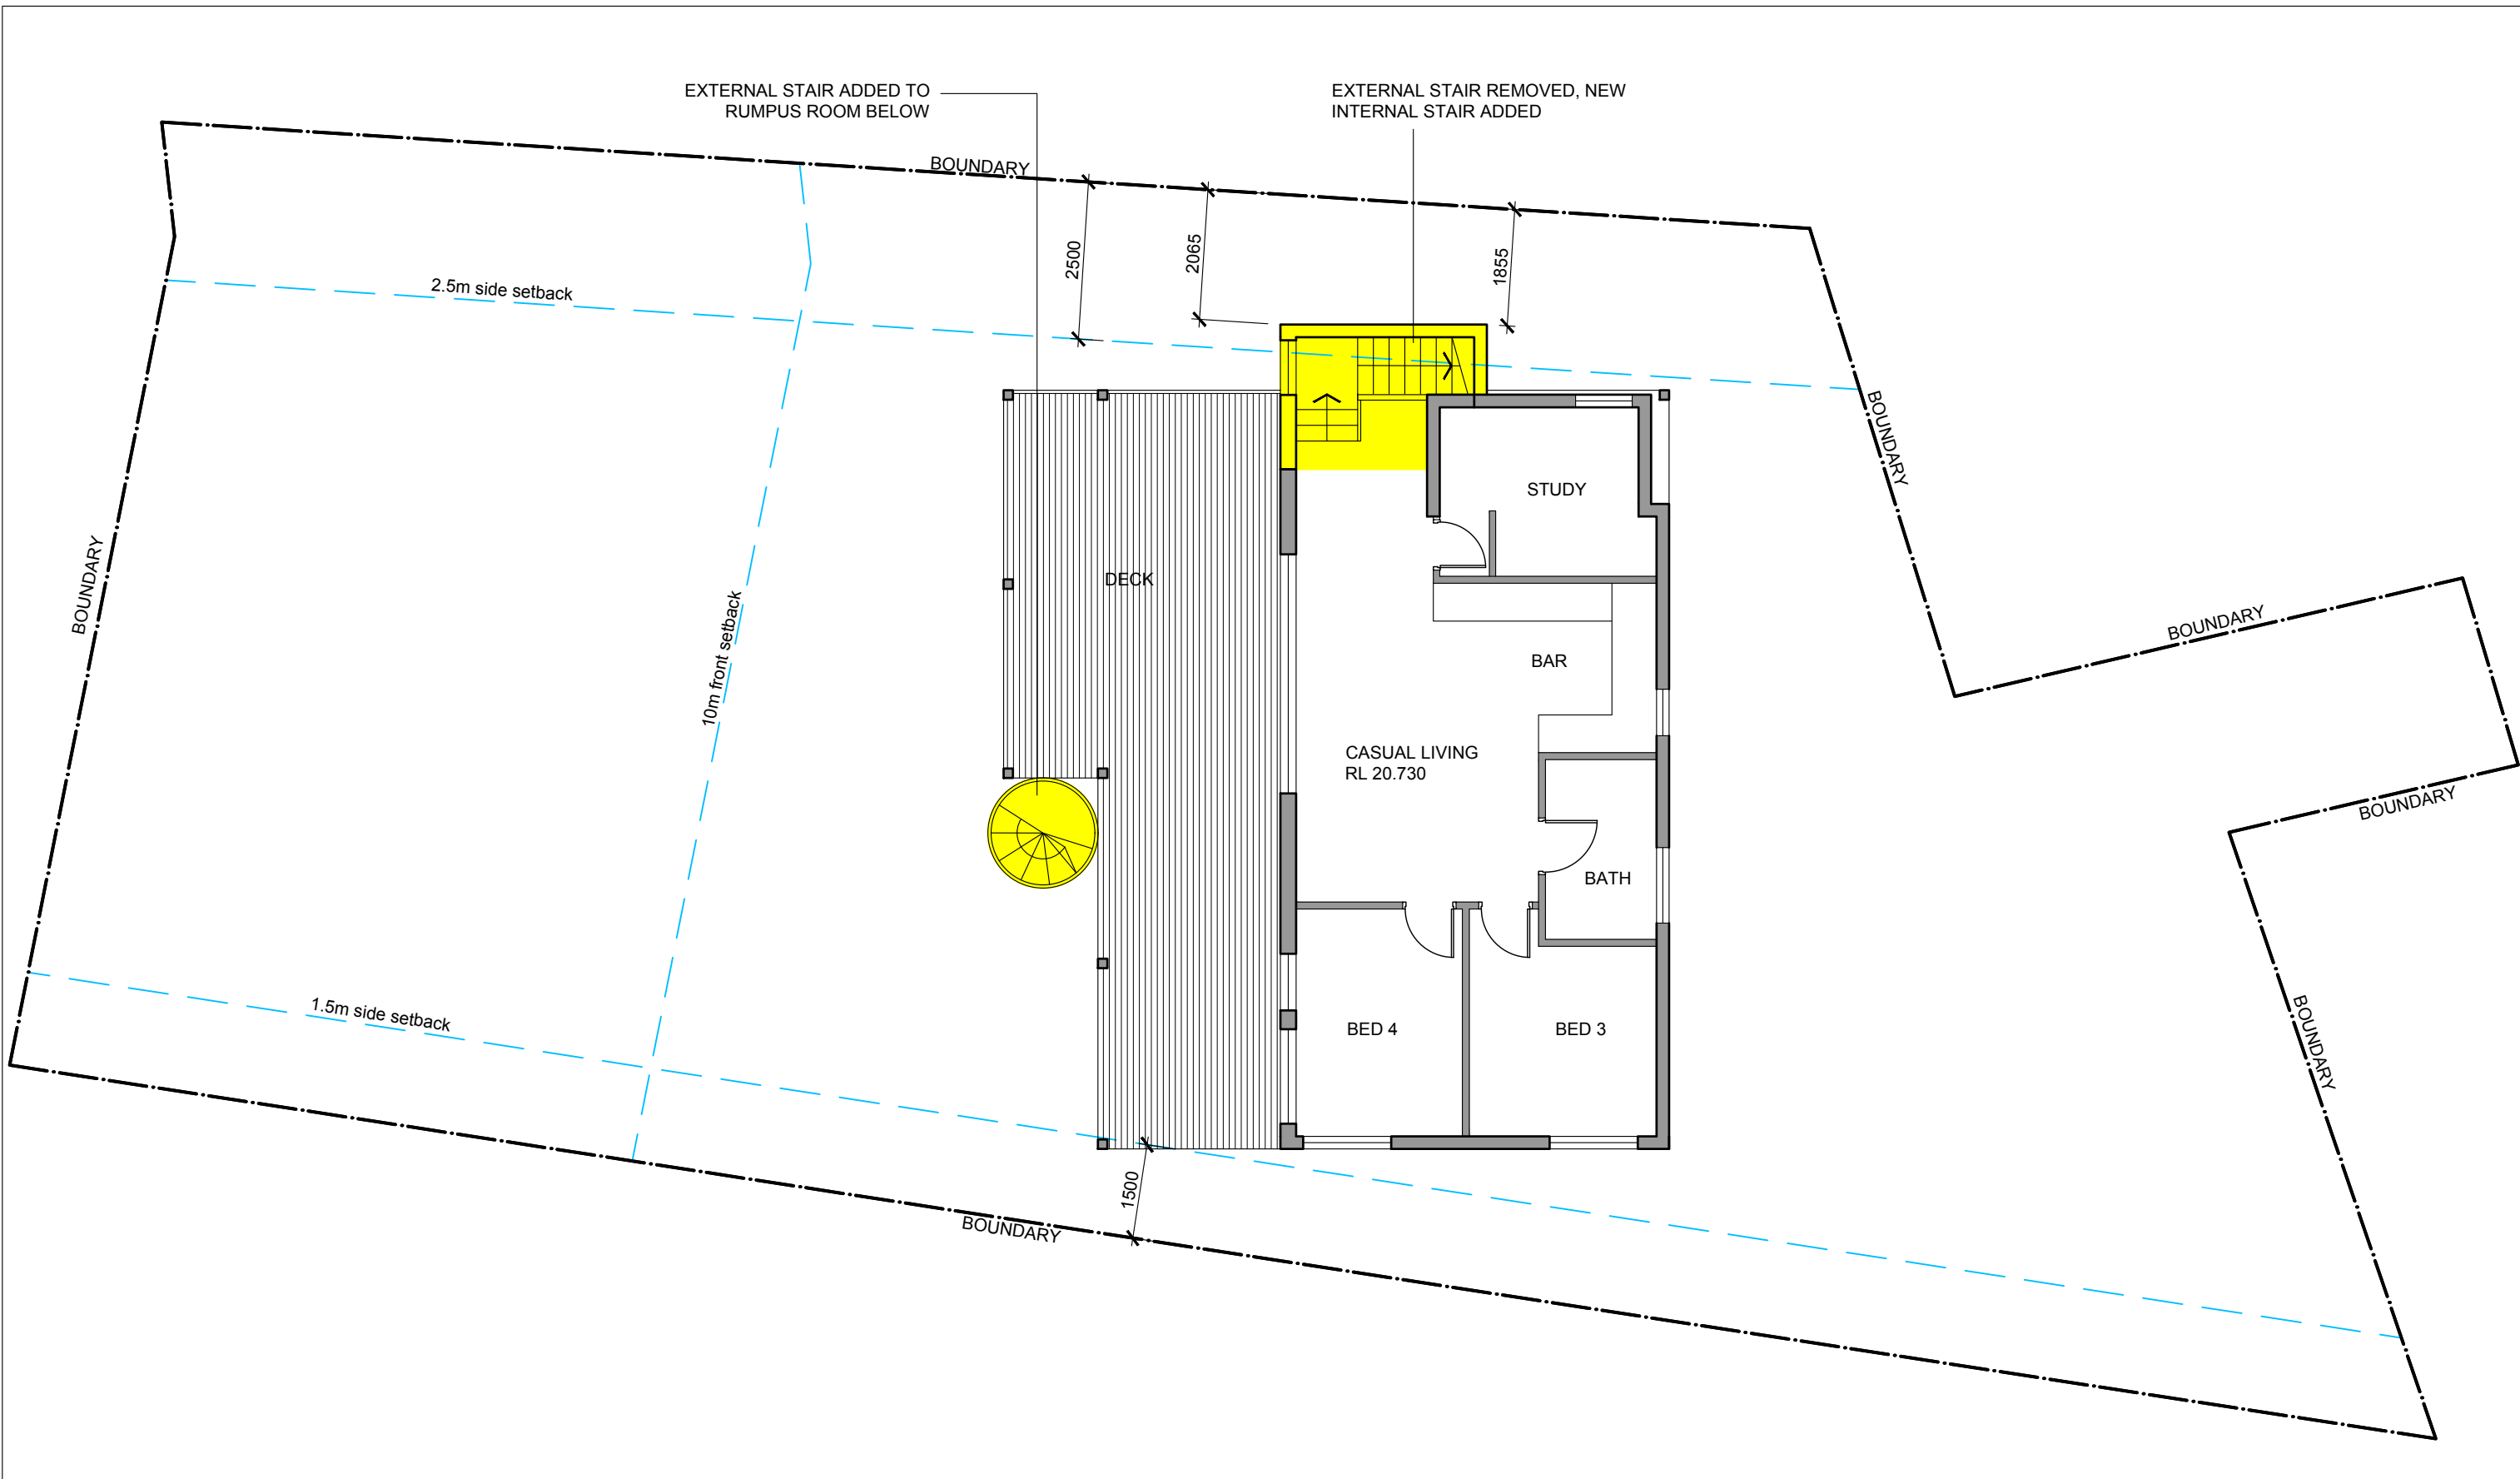 EXTERNAL STAIR ADDED TO
RUMPUS ROOM BELOW
EXTERNAL STAIR REMOVED, NEW
INTERNAL STAIR ADDED
BOUNDARY
2500
2065
1855
2.5m side setback
BOUNDARY
STUDY
DECK
BOUNDARY
10m front setback
BOUNDARY
BAR
CASUAL LIVING
RL 20.730
BOUNDARY
BATH
1.5m side setback
BED 4
BED 3
BOUNDARY
1500
BOUNDARY